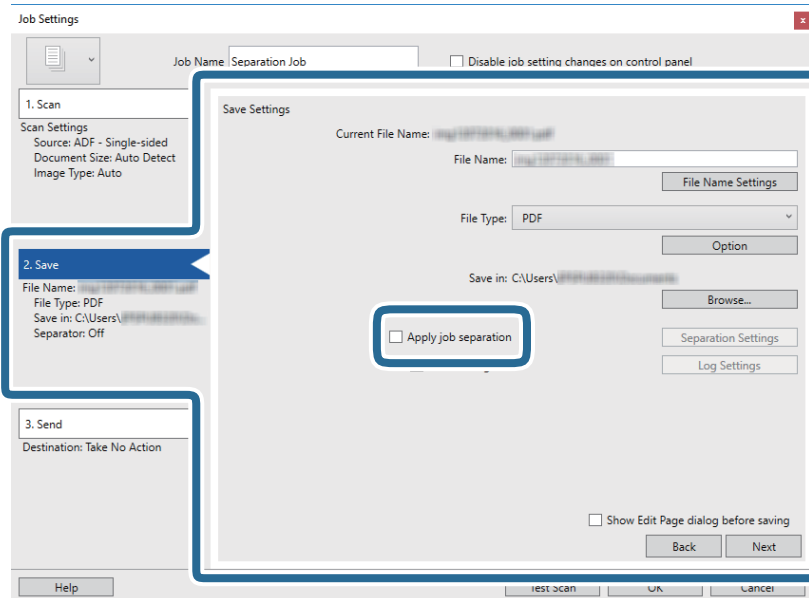 Job Settings
x
Job Name Separation Job
Disable job setting changes on control panel
1. Scan
Scan Settings
Source: ADF - Single-sided
Document Size: Auto Detect
Image Type: Auto
2. Save
File Name:
File Type: PDF
Save in: C:\Users\
Separator: Off
3. Send
Destination: Take No Action
Save Settings
Current File Name:
File Name:
File Name Settings
File Type: PDF
Option
Save in: C:\Users\
Browse...
Apply job separation
Separation Settings
Log Settings
Show Edit Page dialog before saving
Back
Next
Help
Test Scan
OK
Cancel